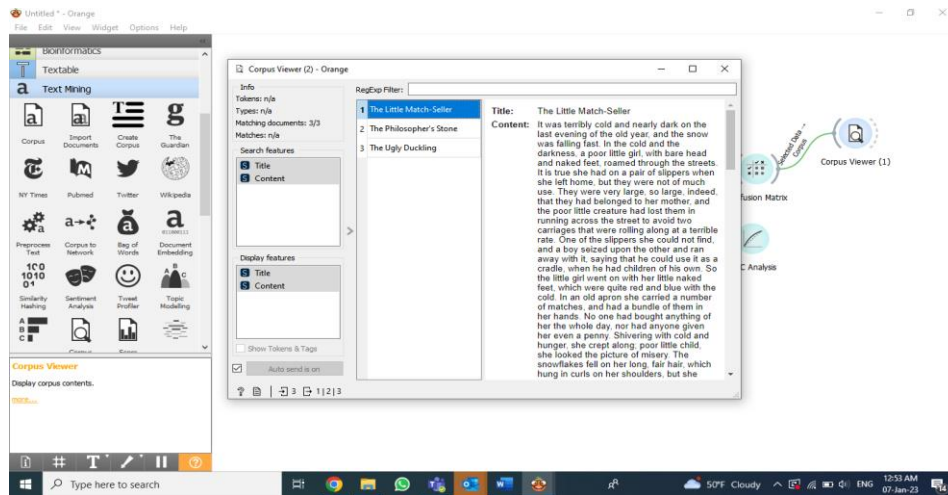 Untitled * - Orange
File Edit View Widget Options Help
Bioinformatics
Textable
Text Mining
Corpus
Import Documents
Create Corpus
The Guardian
NY Times
Pubmed
Twitter
Wikipedia
Preprocess Text
Corpus to Network
Bag of Words
Document Embedding
Similarity Hashing
Sentiment Analysis
Tweet Profiler
Topic Modelling
Corpus Viewer
Display corpus contents.
more...
Corpus Viewer (2) - Orange
Info
Tokens: n/a
Types: n/a
Matching documents: 3/3
Matches: n/a
Search features
S Title
S Content
Display features
S Title
S Content
Show Tokens & Tags
Auto send is on
3 1|2|3
RegExp Filter:
1 The Little Match-Seller
2 The Philosopher's Stone
3 The Ugly Duckling
Title: The Little Match-Seller
Content: It was terribly cold and nearly dark on the
last evening of the old year, and the snow
was falling fast. In the cold and the
darkness, a poor little girl, with bare head
and naked feet, roamed through the streets.
It is true she had on a pair of slippers when
she left home, but they were not of much
use. They were very large, so large, indeed,
that they had belonged to her mother, and
the poor little creature had lost them in
running across the street to avoid two
carriages that were rolling along at a terrible
rate. One of the slippers she could not find,
and a boy seized upon the other and ran
away with it, saying that he could use it as a
cradle, when he had children of his own. So
the little girl went on with her little naked
feet, which were quite red and blue with the
cold. In an old apron she carried a number
of matches, and had a bundle of them in
her hands. No one had bought anything of
her the whole day, nor had anyone given
her even a penny. Shivering with cold and
hunger, she crept along; poor little child,
she looked the picture of misery. The
snowflakes fell on her long, fair hair, which
hung in curls on her shoulders, but she
Selected Data → Corpus
Corpus Viewer (1)
fusion Matrix
C Analysis
Type here to search
50°F Cloudy
ENG
12:53 AM
07-Jan-23